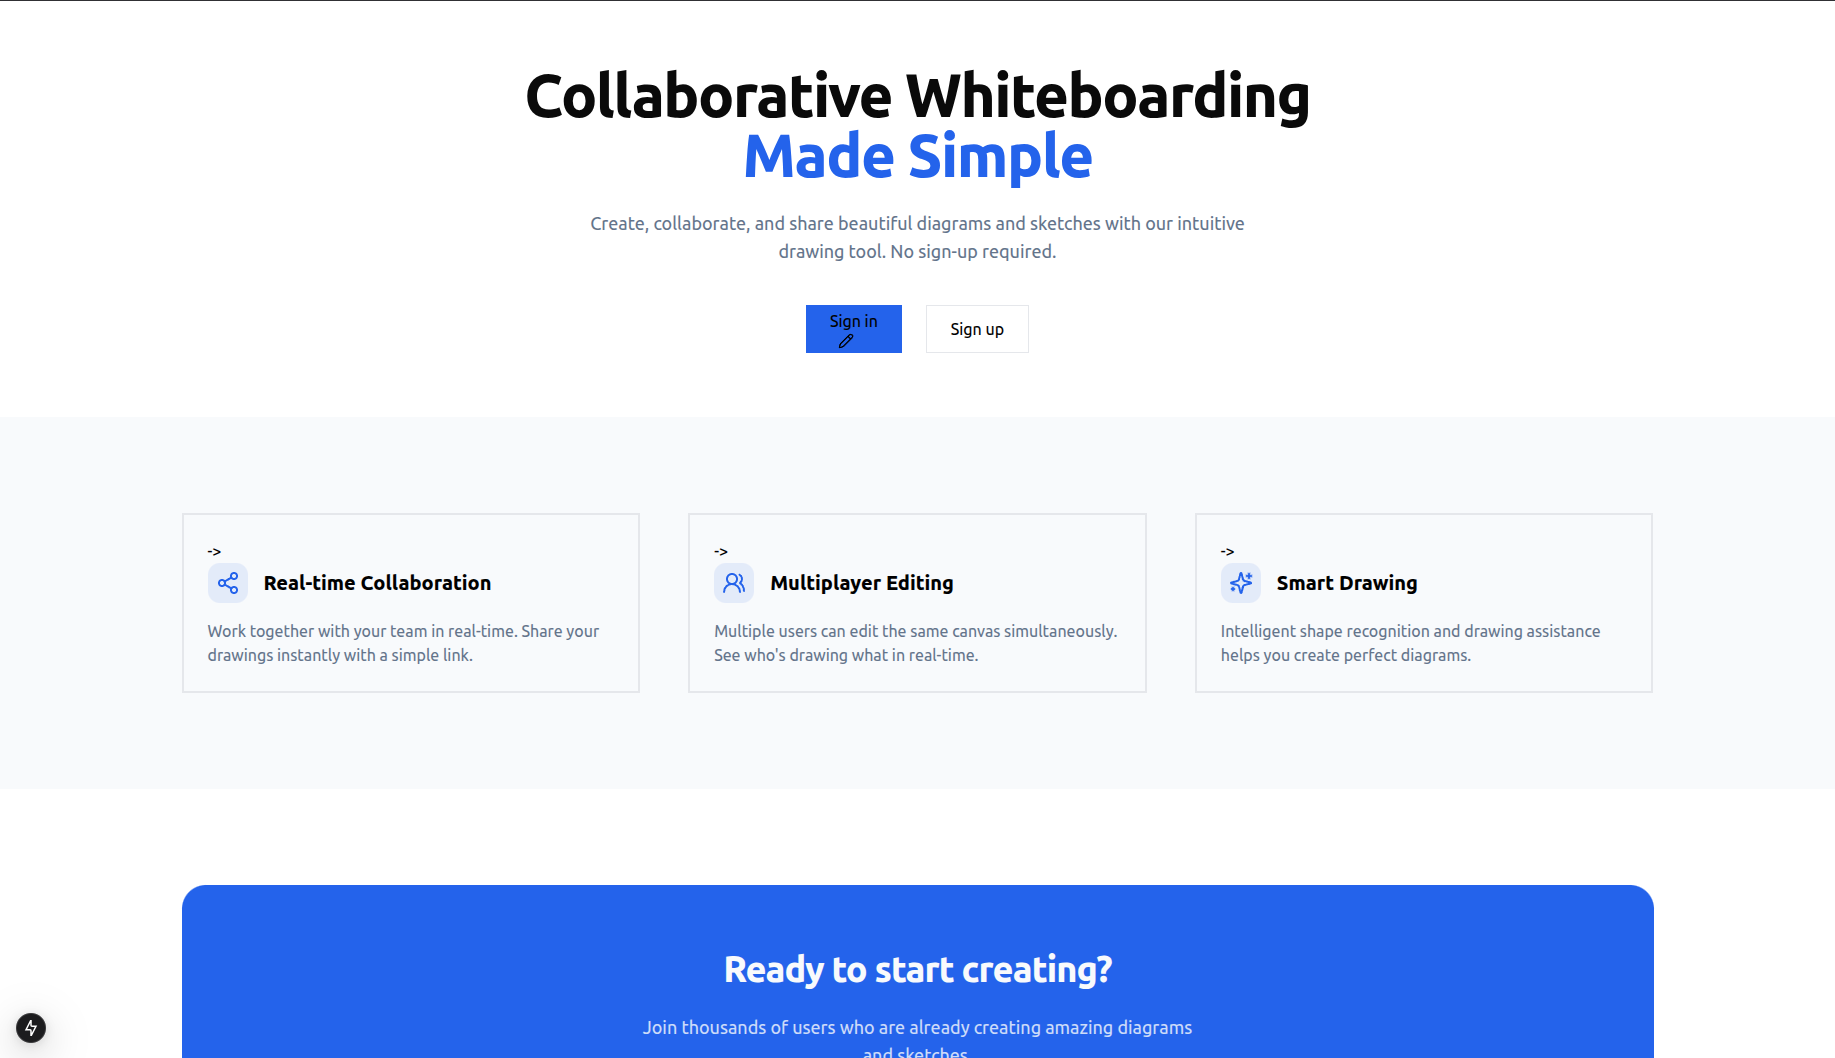 Collaborative Whiteboarding
Made Simple
Create, collaborate, and share beautiful diagrams and sketches with our intuitive
drawing tool. No sign-up required.
Sign in
Sign up
->
Real-time Collaboration
Work together with your team in real-time. Share your
drawings instantly with a simple link.
->
Multiplayer Editing
Multiple users can edit the same canvas simultaneously.
See who's drawing what in real-time.
->
Smart Drawing
Intelligent shape recognition and drawing assistance
helps you create perfect diagrams.
Ready to start creating?
Join thousands of users who are already creating amazing diagrams
and sketches.